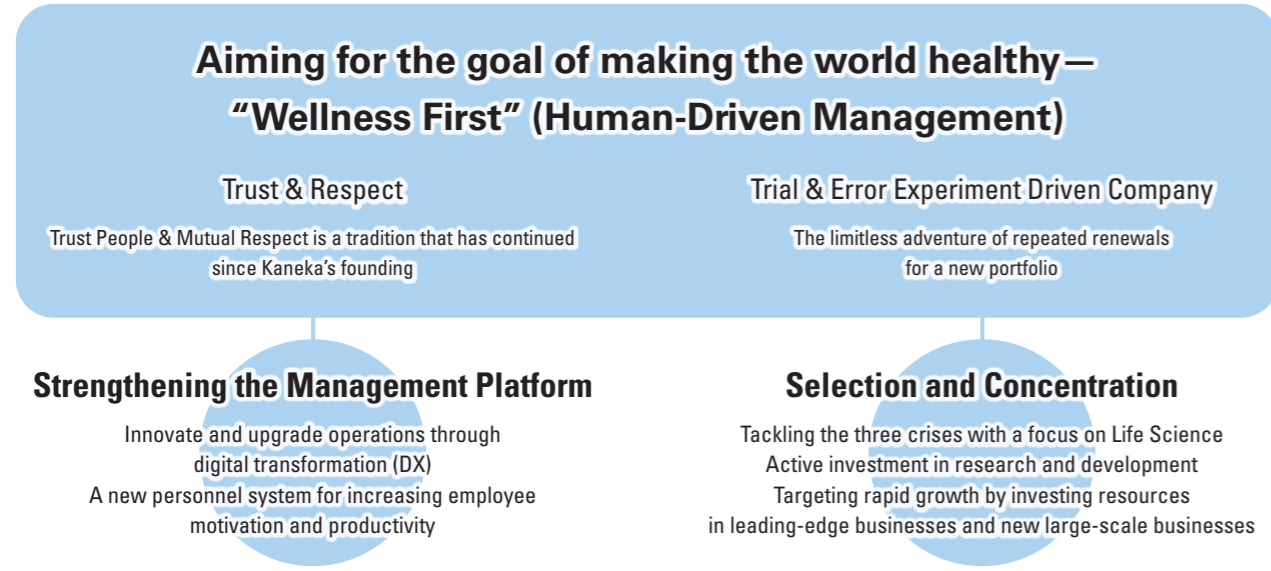 Aiming for the goal of making the world healthy—
“Wellness First” (Human-Driven Management)
Trust & Respect
Trust People & Mutual Respect is a tradition that has continued
since Kaneka’s founding
Trial & Error Experiment Driven Company
The limitless adventure of repeated renewals
for a new portfolio
Strengthening the Management Platform
Innovate and upgrade operations through
digital transformation (DX)
A new personnel system for increasing employee
motivation and productivity
Selection and Concentration
Tackling the three crises with a focus on Life Science
Active investment in research and development
Targeting rapid growth by investing resources
in leading-edge businesses and new large-scale businesses